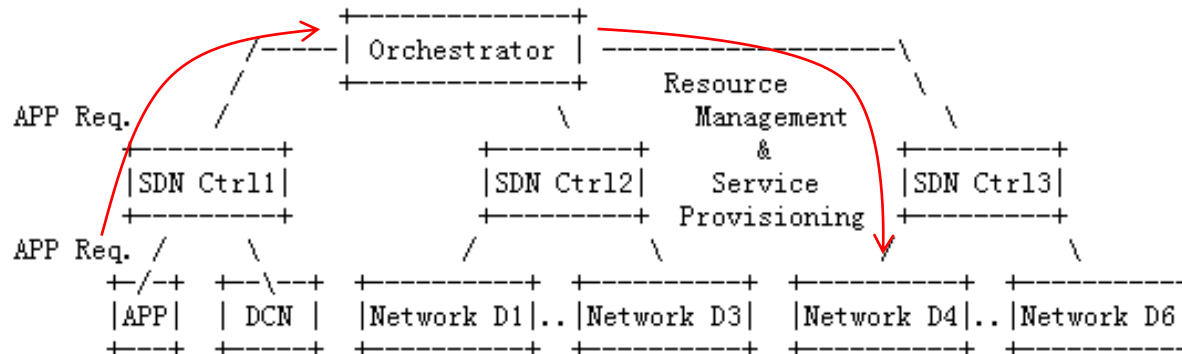 Orchestrator
Resource
APP Req. Management
&
SDN Ctrl1 SDN Ctrl2 Service SDN Ctrl3
Provisioning
APP Req.
APP DCN Network D1 .. Network D3 Network D4 .. Network D6